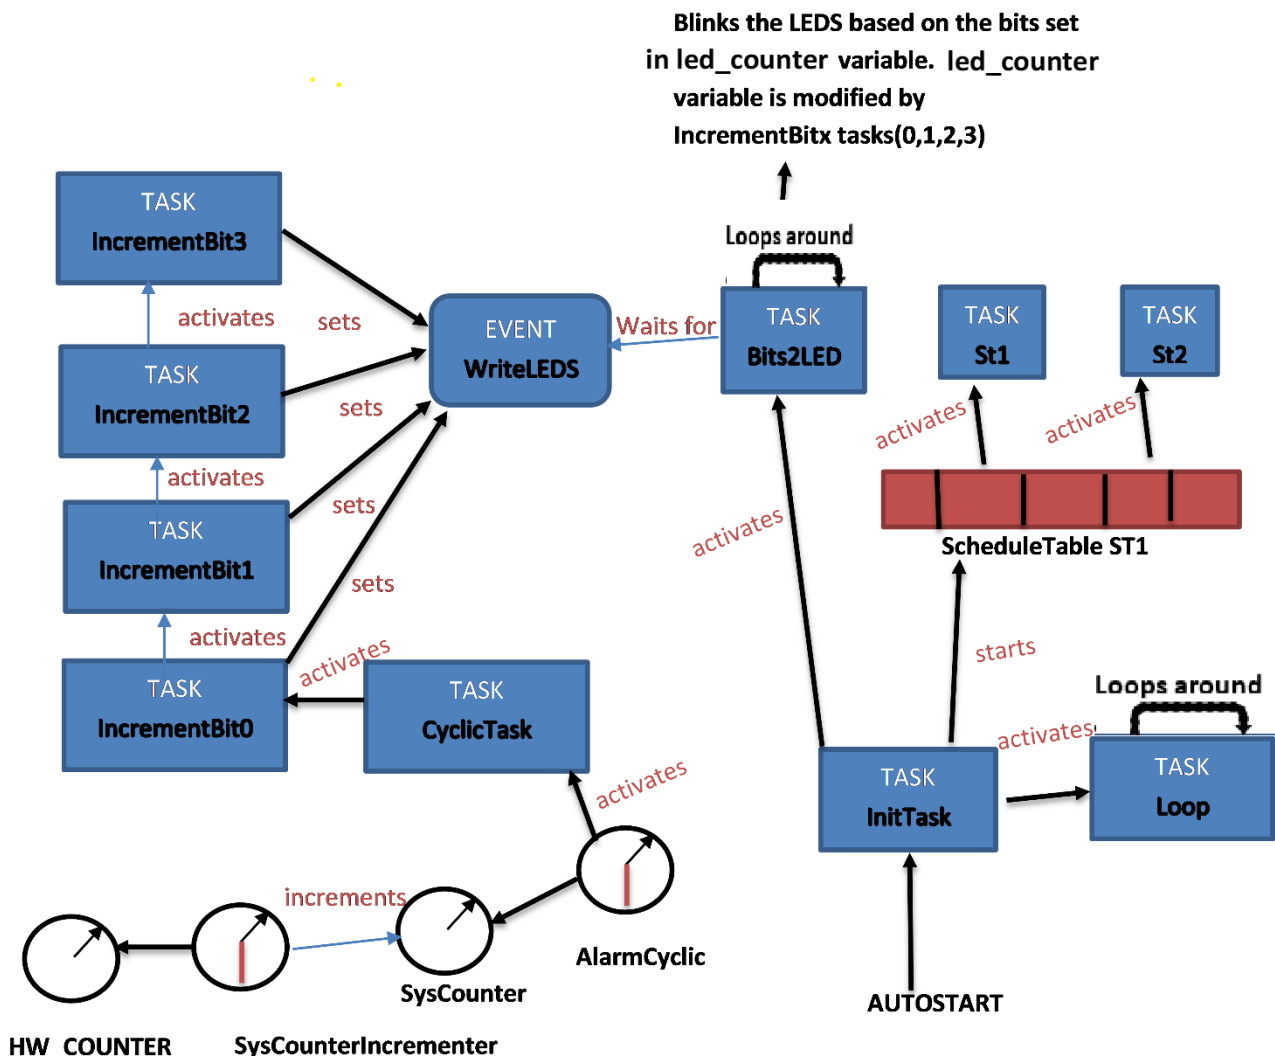 Blinks the LEDS based on the bits set
in led_counter variable. led_counter
variable is modified by
IncrementBitx tasks(0,1,2,3)
TASK
IncrementBit3
activates
sets
TASK
IncrementBit2
sets
activates
TASK
IncrementBit1
sets
activates
sets
TASK
IncrementBit0
activates
TASK
CyclicTask
EVENT
WriteLEDS
Waits for
Loops around
TASK
Bits2LED
TASK
St1
TASK
St2
activates
activates
activates
ScheduleTable ST1
starts
activates
Loops around
TASK
InitTask
TASK
Loop
AUTOSTART
activates
increments
AlarmCyclic
SysCounter
HW COUNTER
SysCounterIncrementer